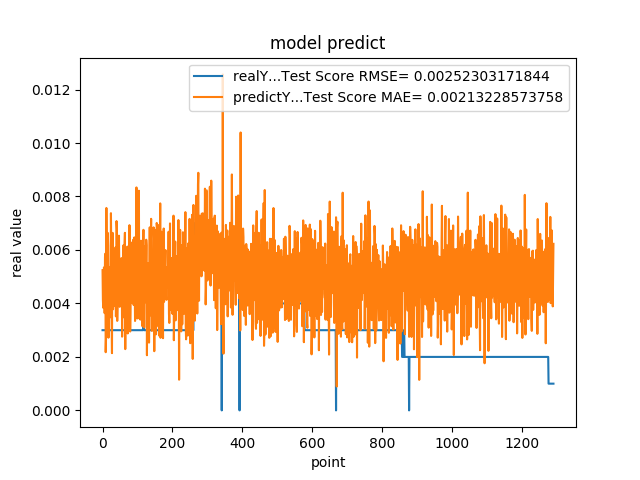 model predict
realY...Test Score RMSE= 0.00252303171844
predictY...Test Score MAE= 0.00213228573758
0.012
0.010
0.008
0.006
0.004
0.002
0.000
real value
0 200 400 600 800 1000 1200
point